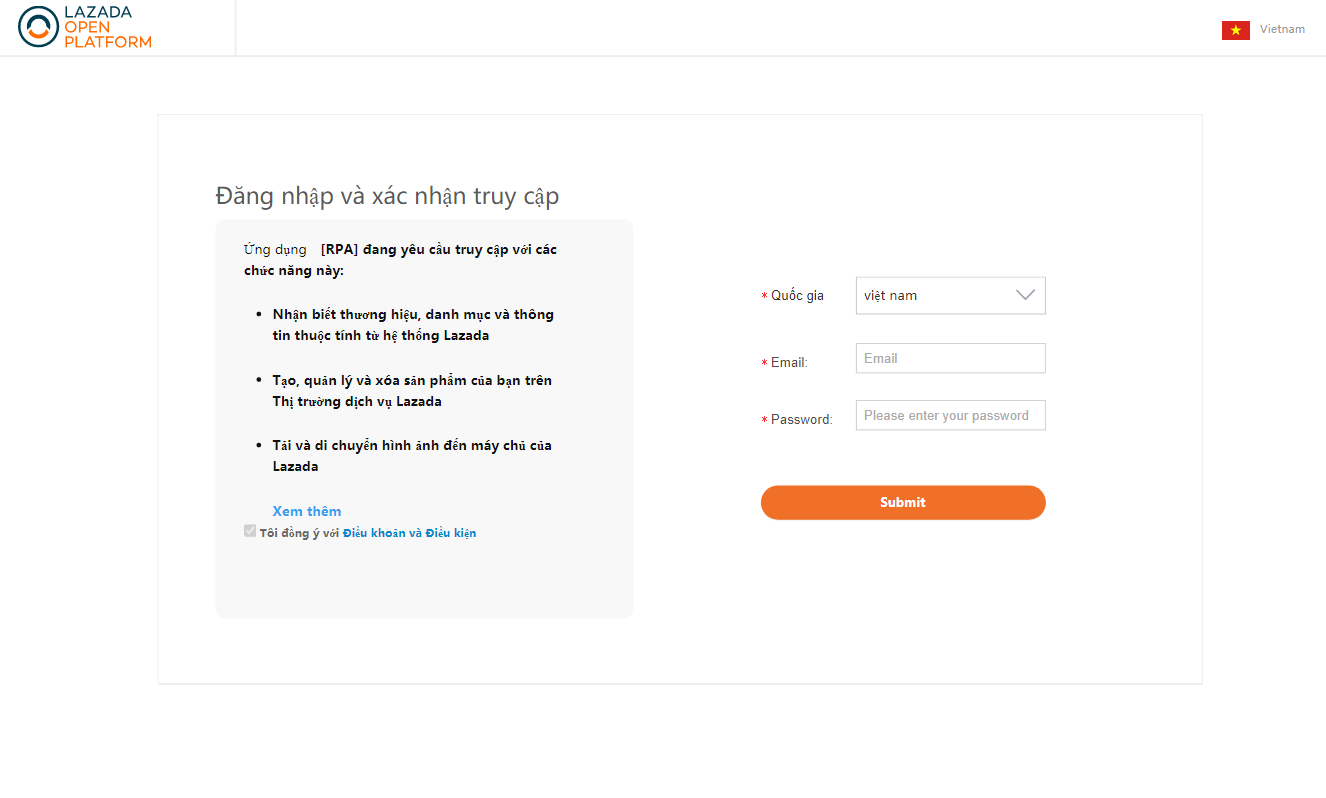 LAZADA
OPEN
PLATFORM
Vietnam
Đăng nhập và xác nhận truy cập
Ứng dụng [RPA] đang yêu cầu truy cập với các
chức năng này:
• Nhận biết thương hiệu, danh mục và thông
tin thuộc tính từ hệ thống Lazada
• Tạo, quản lý và xóa sản phẩm của bạn trên
Thị trường dịch vụ Lazada
• Tải và di chuyển hình ảnh đến máy chủ của
Lazada
Xem thêm
Tôi đồng ý với Điều khoản và Điều kiện
* Quốc gia
việt nam
* Email:
Email
* Password:
Please enter your password
Submit